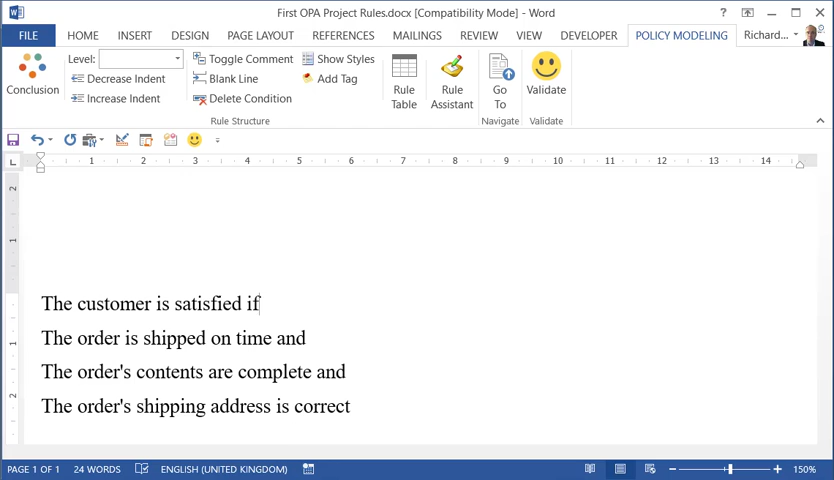 First OPA Project Rules.docx [Compatibility Mode] - Word
FILE HOME INSERT DESIGN PAGE LAYOUT REFERENCES MAILINGS REVIEW VIEW DEVELOPER POLICY MODELING Richard...
Conclusion
Level:
Decrease Indent
Increase Indent
Toggle Comment
Blank Line
Delete Condition
Show Styles
Add Tag
Rule Structure
Rule Table
Rule Assistant
Go To
Navigate
Validate
Validate
1 2 3 4 5 6 7 8 9 10 11 12 13 14
2
1
1
2
The customer is satisfied if
The order is shipped on time and
The order's contents are complete and
The order's shipping address is correct
PAGE 1 OF 1 24 WORDS ENGLISH (UNITED KINGDOM) 150%